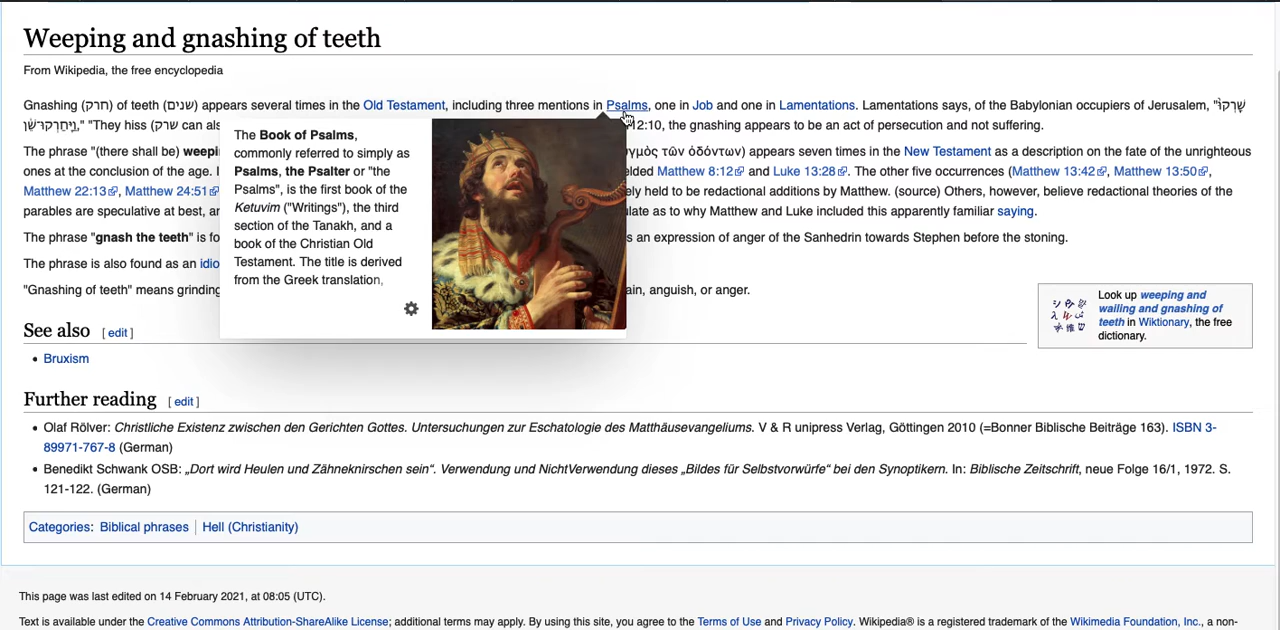 Weeping and gnashing of teeth
From Wikipedia, the free encyclopedia
Gnashing (חרק) of teeth (שנים) appears several times in the Old Testament, including three mentions in Psalms, one in Job and one in Lamentations. Lamentations says, of the Babylonian occupiers of Jerusalem, "שָׁרְקוּ֙
וַיַּֽחַרְקוּ־שֵׁ֔ן," "They hiss (שרק can als 12:10, the gnashing appears to be an act of persecution and not suffering.
The phrase "(there shall be) weepi υγμὸς τῶν ὀδόντων) appears seven times in the New Testament as a description on the fate of the unrighteous
ones at the conclusion of the age. I elded Matthew 8:12 and Luke 13:28. The other five occurrences (Matthew 13:42, Matthew 13:50,
Matthew 22:13, Matthew 24:51 ely held to be redactional additions by Matthew. (source) Others, however, believe redactional theories of the
parables are speculative at best, an late as to why Matthew and Luke included this apparently familiar saying.
The phrase "gnash the teeth" is fo s an expression of anger of the Sanhedrin towards Stephen before the stoning.
The phrase is also found as an idio
"Gnashing of teeth" means grinding ain, anguish, or anger.
The Book of Psalms,
commonly referred to simply as
Psalms, the Psalter or "the
Psalms", is the first book of the
Ketuvim ("Writings"), the third
section of the Tanakh, and a
book of the Christian Old
Testament. The title is derived
from the Greek translation,
Look up weeping and
wailing and gnashing of
teeth in Wiktionary, the free
dictionary.
See also [ edit ]
• Bruxism
Further reading [ edit ]
• Olaf Rölver: Christliche Existenz zwischen den Gerichten Gottes. Untersuchungen zur Eschatologie des Matthäusevangeliums. V & R unipress Verlag, Göttingen 2010 (=Bonner Biblische Beiträge 163). ISBN 3-
89971-767-8 (German)
• Benedikt Schwank OSB: „Dort wird Heulen und Zähneknirschen sein“. Verwendung und NichtVerwendung dieses „Bildes für Selbstvorwürfe“ bei den Synoptikern. In: Biblische Zeitschrift, neue Folge 16/1, 1972. S.
121-122. (German)
Categories: Biblical phrases | Hell (Christianity)
This page was last edited on 14 February 2021, at 08:05 (UTC).
Text is available under the Creative Commons Attribution-ShareAlike License; additional terms may apply. By using this site, you agree to the Terms of Use and Privacy Policy. Wikipedia® is a registered trademark of the Wikimedia Foundation, Inc., a non-